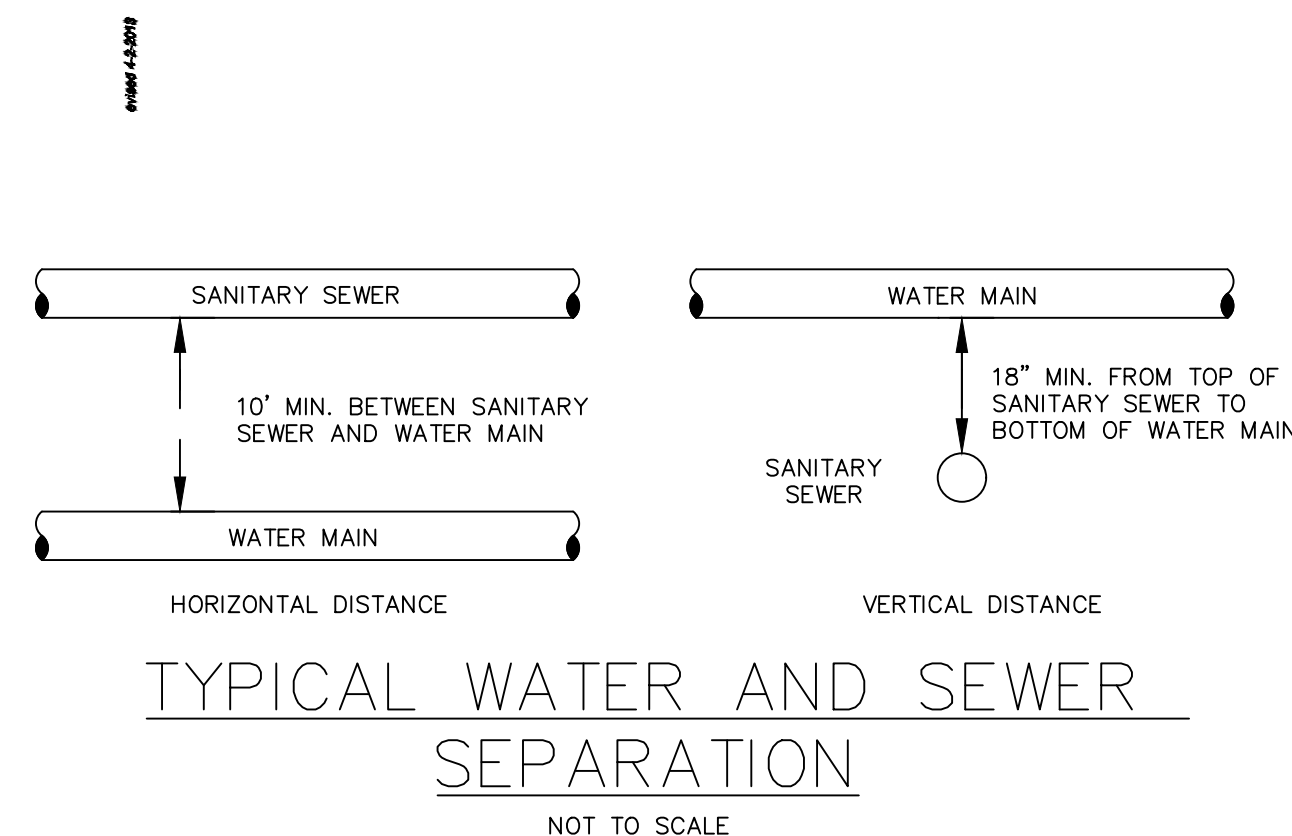 SANITARY SEWER
10' MIN. BETWEEN SANITARY
SEWER AND WATER MAIN
WATER MAIN
HORIZONTAL DISTANCE
WATER MAIN
18" MIN. FROM TOP OF
SANITARY SEWER TO
BOTTOM OF WATER MAIN
SANITARY
SEWER
VERTICAL DISTANCE
TYPICAL WATER AND SEWER
SEPARATION
NOT TO SCALE